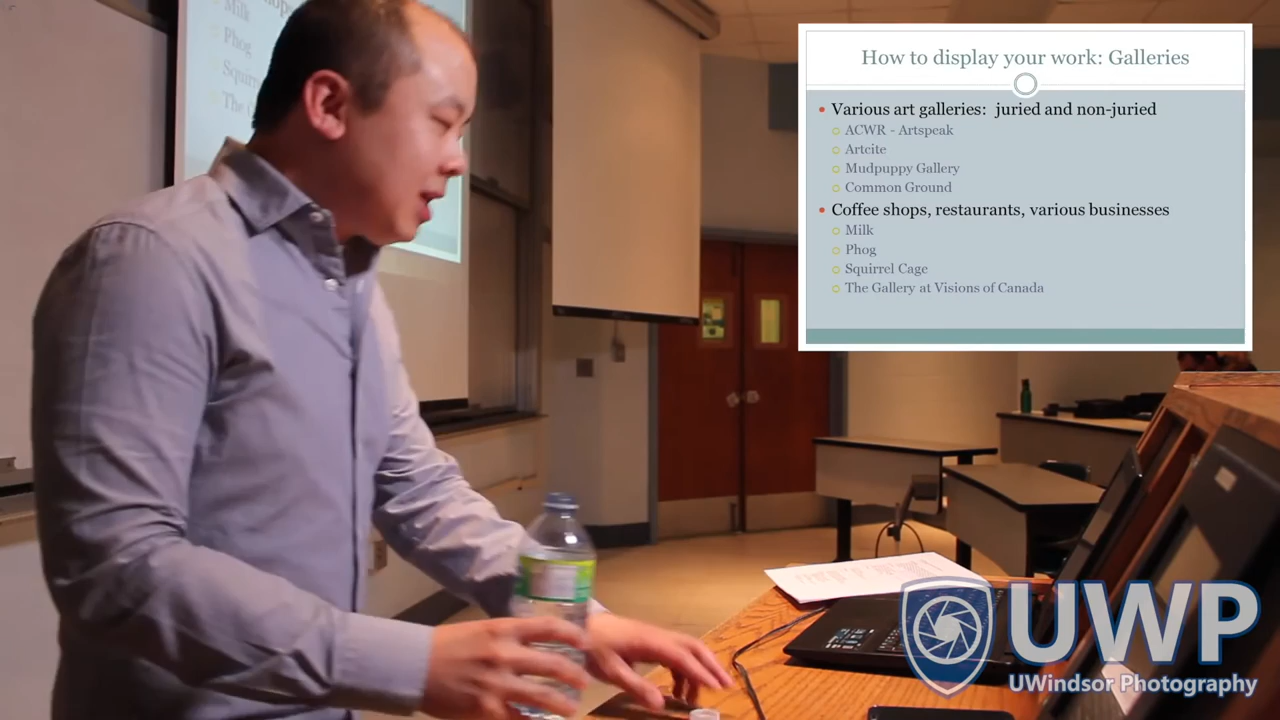 Milk
Phog
How to display your work: Galleries
Various art galleries: juried and non-juried
ACWR - Artspeak
Artcite
Mudpuppy Gallery
Common Ground
Coffee shops, restaurants, various businesses
Milk
Phog
Squirrel Cage
The Gallery at Visions of Canada
UWP
UWindsor Photography